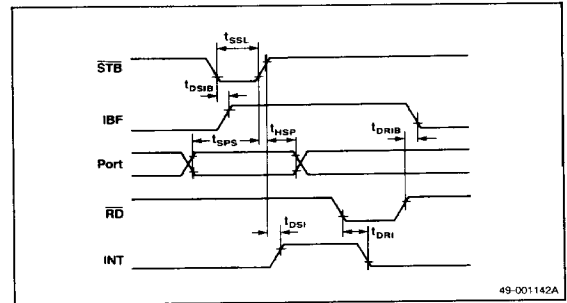 tSSL
STB
tDSIB
IBF
tSPS
tHSP
tDRIB
Port
RD
tDSI
tDRI
INT
49-001142A